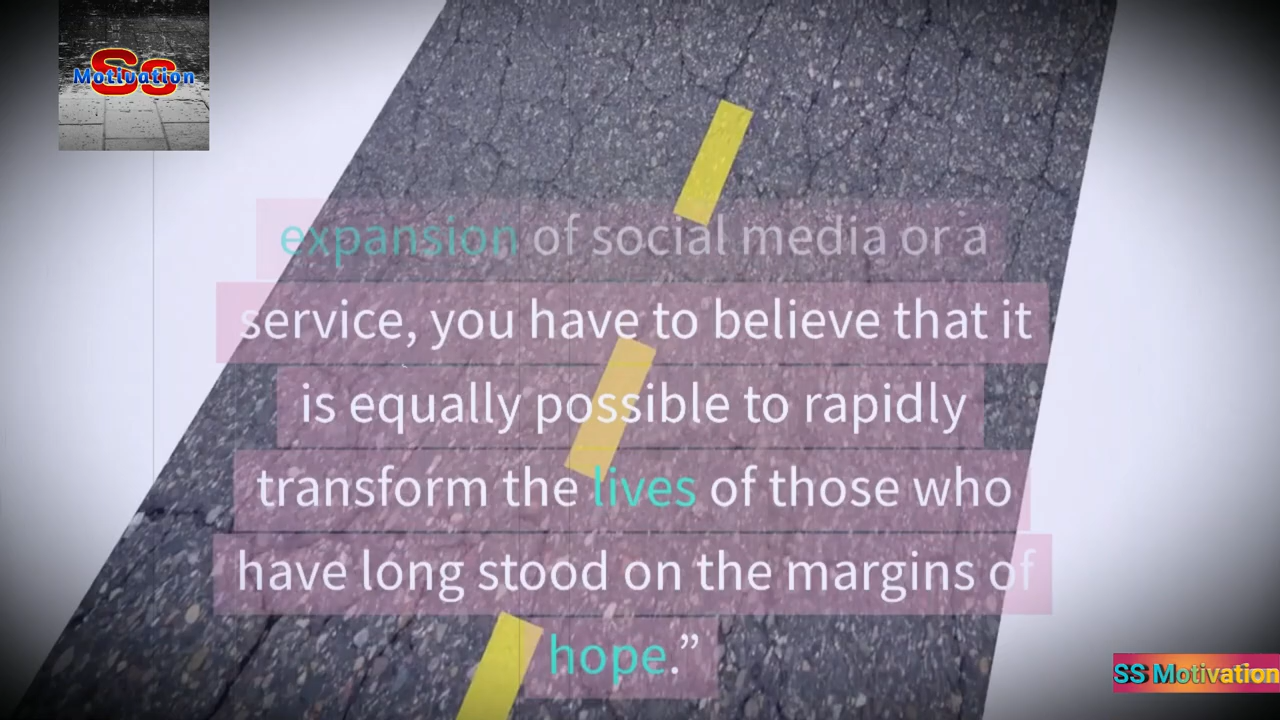 Ss
Motivation
expansion of social media or a
service, you have to believe that it
is equally possible to rapidly
transform the lives of those who
have long stood on the margins of
hope.”
SS Motivation